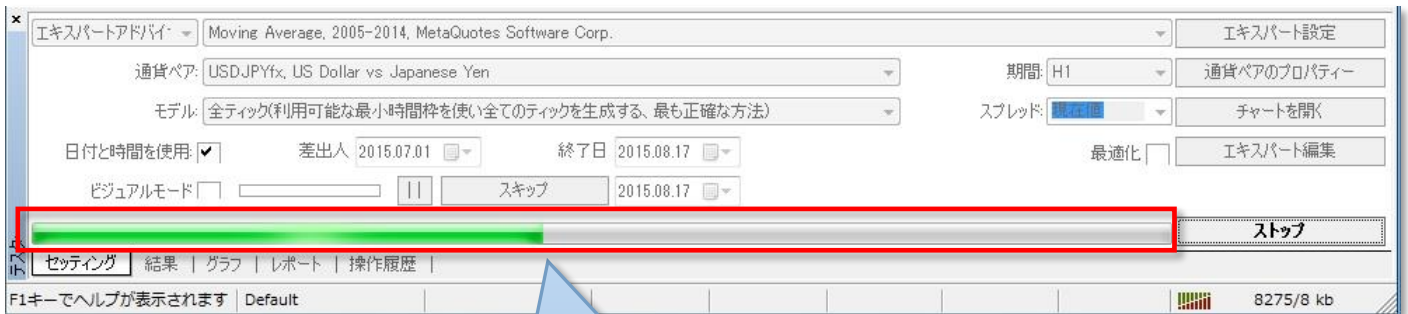 エキスパートアドバイ Moving Average, 2005-2014, MetaQuotes Software Corp. エキスパート設定
通貨ペア: USDJPYfx, US Dollar vs Japanese Yen 期間: H1 通貨ペアのプロパティー
モデル: 全ティック(利用可能な最小時間枠を使い全てのティックを生成する、最も正確な方法) スプレッド: 現在値 チャートを開く
日付と時間を使用: 差出人 2015.07.01 終了日 2015.08.17 最適化 エキスパート編集
ビジュアルモード スキップ 2015.08.17
ストップ
セッティング 結果 グラフ レポート 操作履歴
F1キーでヘルプが表示されます Default 8275/8 kb